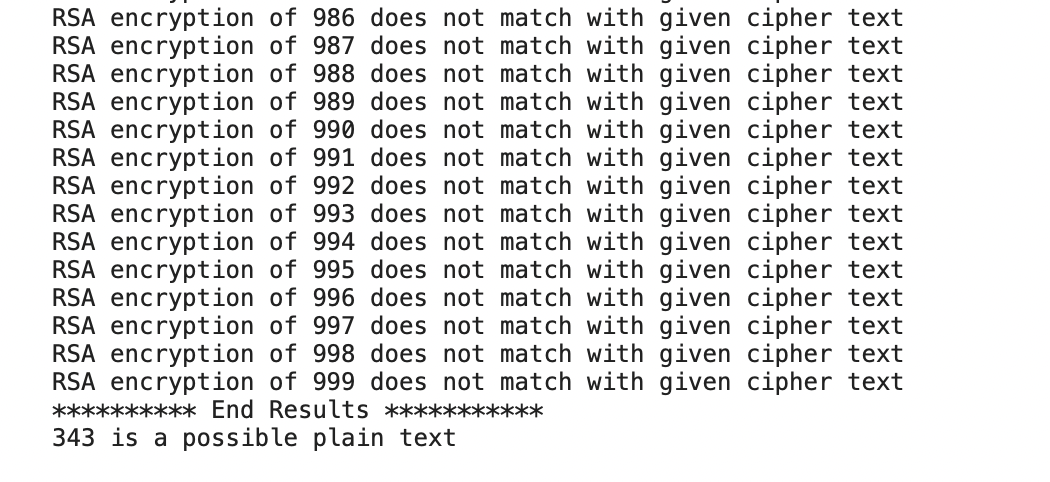 RSA encryption of 986 does not match with given cipher text
RSA encryption of 987 does not match with given cipher text
RSA encryption of 988 does not match with given cipher text
RSA encryption of 989 does not match with given cipher text
RSA encryption of 990 does not match with given cipher text
RSA encryption of 991 does not match with given cipher text
RSA encryption of 992 does not match with given cipher text
RSA encryption of 993 does not match with given cipher text
RSA encryption of 994 does not match with given cipher text
RSA encryption of 995 does not match with given cipher text
RSA encryption of 996 does not match with given cipher text
RSA encryption of 997 does not match with given cipher text
RSA encryption of 998 does not match with given cipher text
RSA encryption of 999 does not match with given cipher text
********** End Results ***********
343 is a possible plain text